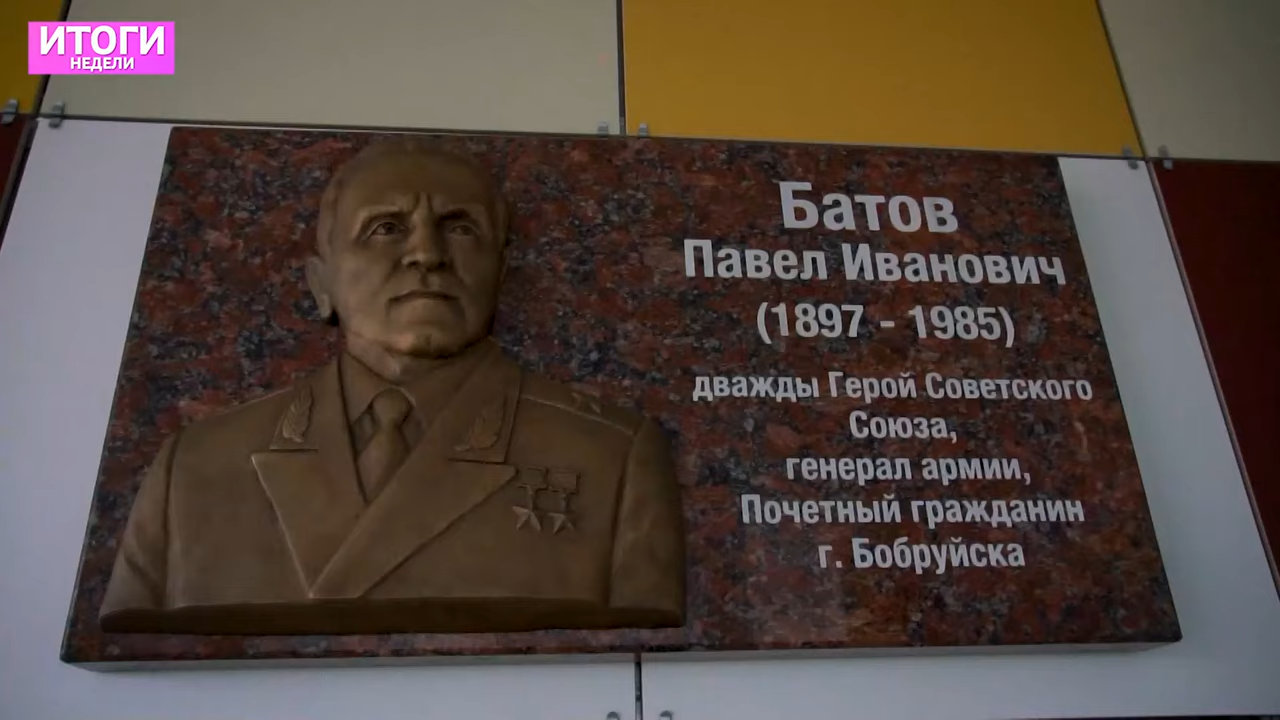 ИТОГИ
НЕДЕЛИ
Батов
Павел Иванович
(1897 - 1985)
дважды Герой Советского
Союза,
генерал армии,
Почетный гражданин
г. Бобруйска